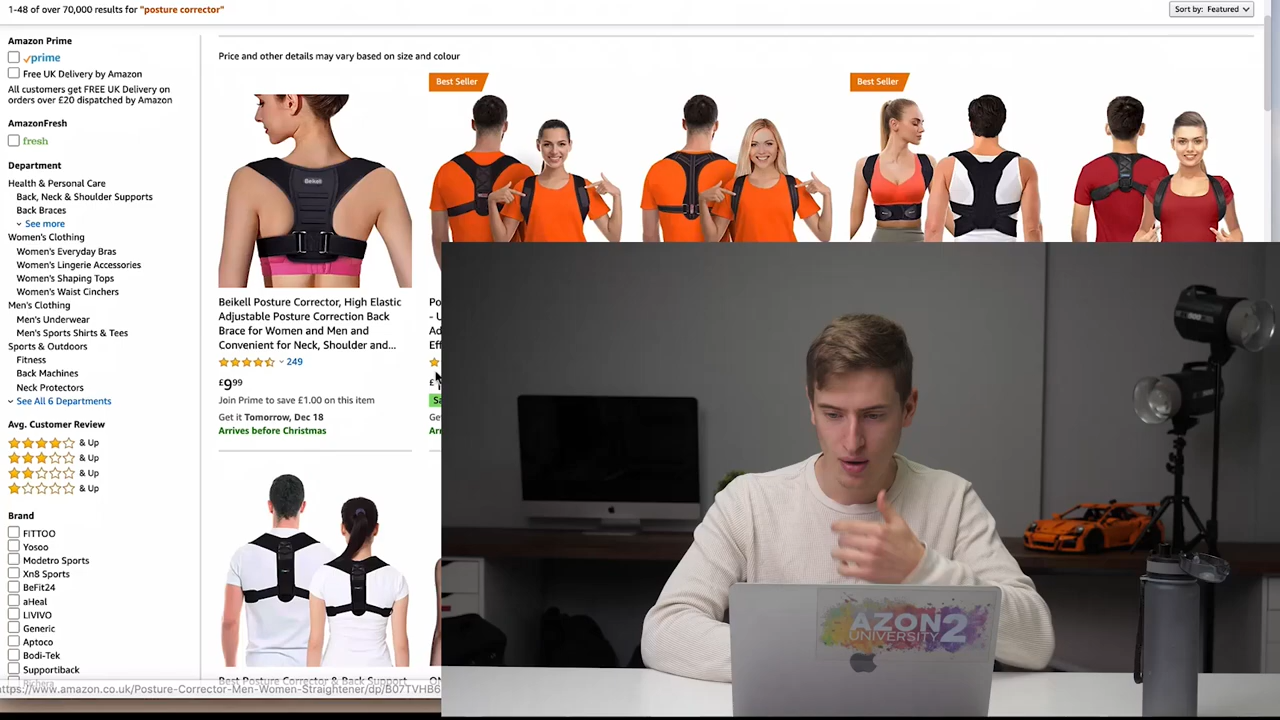 1-48 of over 70,000 results for "posture corrector"
Sort by: Featured
Amazon Prime
prime
Free UK Delivery by Amazon
All customers get FREE UK Delivery on
orders over £20 dispatched by Amazon
AmazonFresh
fresh
Department
Health & Personal Care
Back, Neck & Shoulder Supports
Back Braces
See more
Women's Clothing
Women's Everyday Bras
Women's Lingerie Accessories
Women's Shaping Tops
Women's Waist Cinchers
Men's Clothing
Men's Underwear
Men's Sports Shirts & Tees
Sports & Outdoors
Fitness
Back Machines
Neck Protectors
See All 6 Departments
Avg. Customer Review
& Up
& Up
& Up
& Up
Brand
FITTOO
Yosoo
Modetro Sports
Xn8 Sports
BeFit24
aHeal
LIVIVO
Generic
Aptoco
Bodi-Tek
Supportiback
Price and other details may vary based on size and colour
Best Seller
Best Seller
Beikell
Beikell Posture Corrector, High Elastic
Adjustable Posture Correction Back
Brace for Women and Men and
Convenient for Neck, Shoulder and...
249
£9.99
Join Prime to save £1.00 on this item
Get it Tomorrow, Dec 18
Arrives before Christmas
Best Posture Corrector & Back Support
https://www.amazon.co.uk/Posture-Corrector-Men-Women-Straightener/dp/B07TVHB6
AZON2
UNIVERSITY